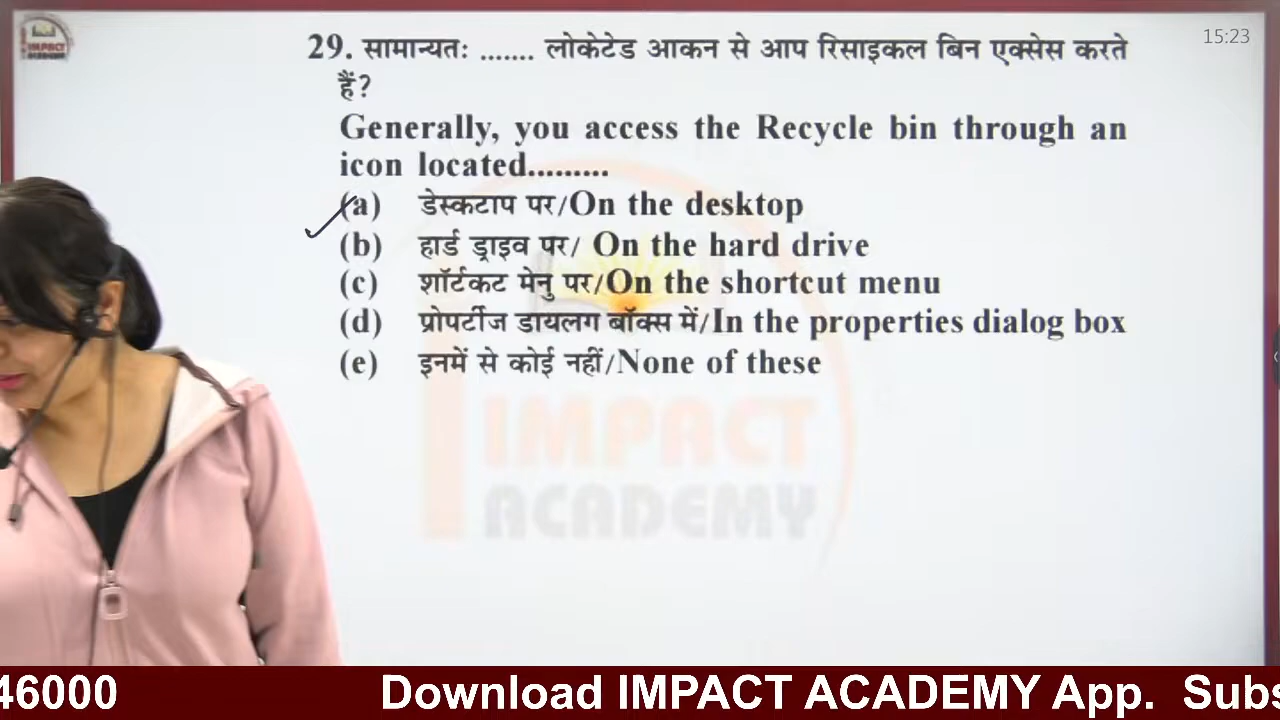 IMPACT
ACADEMY
15:23
29. सामान्यतः ....... लोकेटेड आकन से आप रिसाइकल बिन एक्सेस करते
हैं?
Generally, you access the Recycle bin through an
icon located.........
(a) डेस्कटाप पर/On the desktop
(b) हार्ड ड्राइव पर/ On the hard drive
(c) शॉर्टकट मेनु पर/On the shortcut menu
(d) प्रोपर्टीज डायलग बॉक्स में/In the properties dialog box
(e) इनमें से कोई नहीं/None of these
IMPACT
ACADEMY
46000 Download IMPACT ACADEMY App. Subs